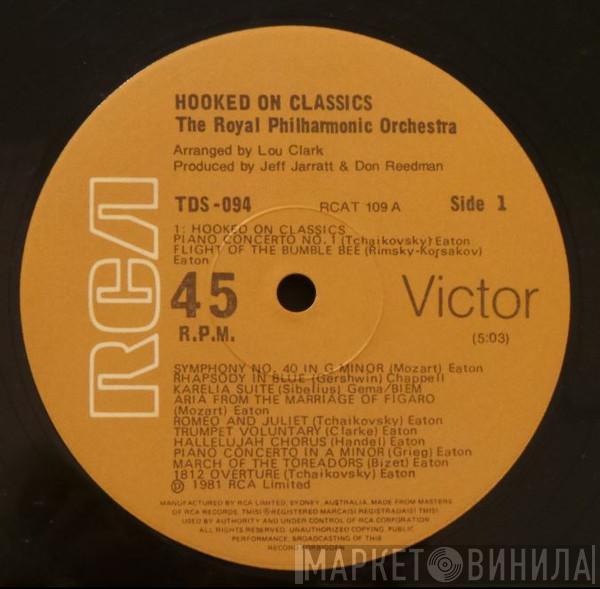 HOOKED ON CLASSICS
The Royal Philharmonic Orchestra
Arranged by Lou Clark
Produced by Jeff Jarratt & Don Reedman
TDS-094 RCAT 109 A Side 1
1: HOOKED ON CLASSICS
PIANO CONCERTO NO. 1 (Tchaikovsky) Eaton
FLIGHT OF THE BUMBLE BEE (Rimsky-Korsakov)
Eaton
RCA
45
R.P.M.
Victor
(5:03)
SYMPHONY NO. 40 IN G MINOR (Mozart) Eaton
RHAPSODY IN BLUE (Gershwin) Chappell
KARELIA SUITE (Sibelius) Gema/BIEM
ARIA FROM THE MARRIAGE OF FIGARO
(Mozart) Eaton
ROMEO AND JULIET (Tchaikovsky) Eaton
TRUMPET VOLUNTARY (Clarke) Eaton
HALLELUJAH CHORUS (Handel) Eaton
PIANO CONCERTO IN A MINOR (Grieg) Eaton
MARCH OF THE TOREADORS (Bizet) Eaton
1812 OVERTURE (Tchaikovsky) Eaton
℗ 1981 RCA Limited
MANUFACTURED BY RCA LIMITED, SYDNEY, AUSTRALIA. MADE FROM MASTERS
OF RCA RECORDS. TM(S) ® REGISTERED MARCA(S) REGISTRADA(S) TM(S)
USED BY AUTHORITY AND UNDER CONTROL OF RCA CORPORATION
ALL RIGHTS RESERVED. UNAUTHORIZED COPYING, PUBLIC
PERFORMANCE, BROADCASTING OF THIS
RECORD FORBIDDEN
МАРКЕТ ВИНИЛА